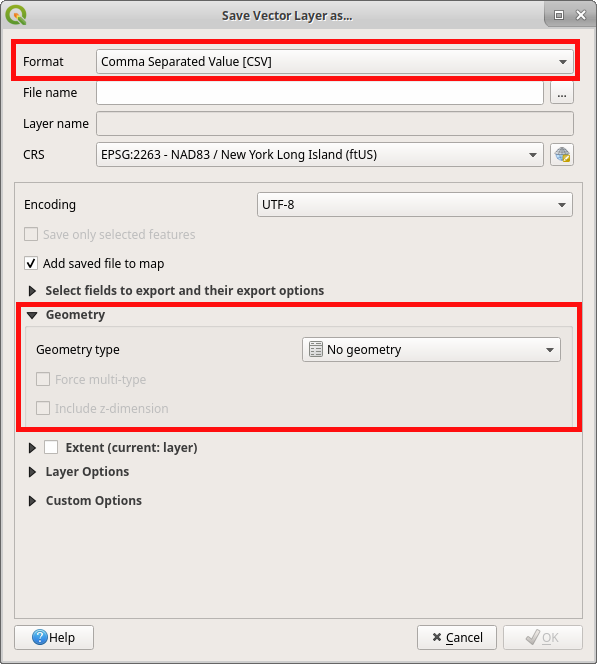 Save Vector Layer as...
Format
Comma Separated Value [CSV]
File name
...
Layer name
CRS
EPSG:2263 - NAD83 / New York Long Island (ftUS)
Encoding
UTF-8
Save only selected features
Add saved file to map
Select fields to export and their export options
Geometry
Geometry type
No geometry
Force multi-type
Include z-dimension
Extent (current: layer)
Layer Options
Custom Options
Help
Cancel
OK